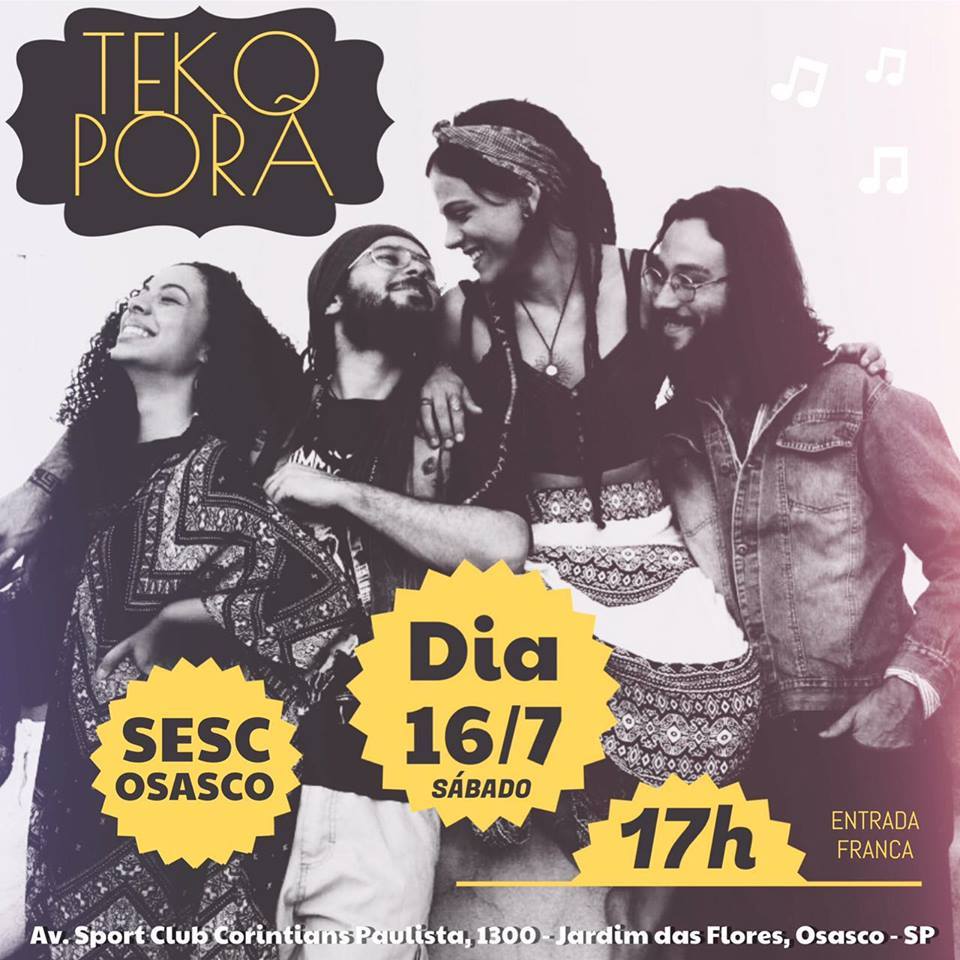 TEKO
PORÃ
Dia
16/7
SÁBADO
SESC
OSASCO
17h
ENTRADA
FRANCA
Av. Sport Club Corintians Paulista, 1300 - Jardim das Flores, Osasco - SP